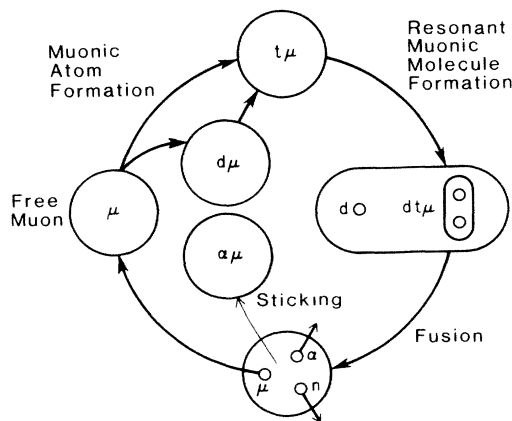 Muonic
Atom
Formation
tμ
Resonant
Muonic
Molecule
Formation
dμ
Free
Muon
μ
d
dtμ
αμ
Sticking
Fusion
α
μ
n